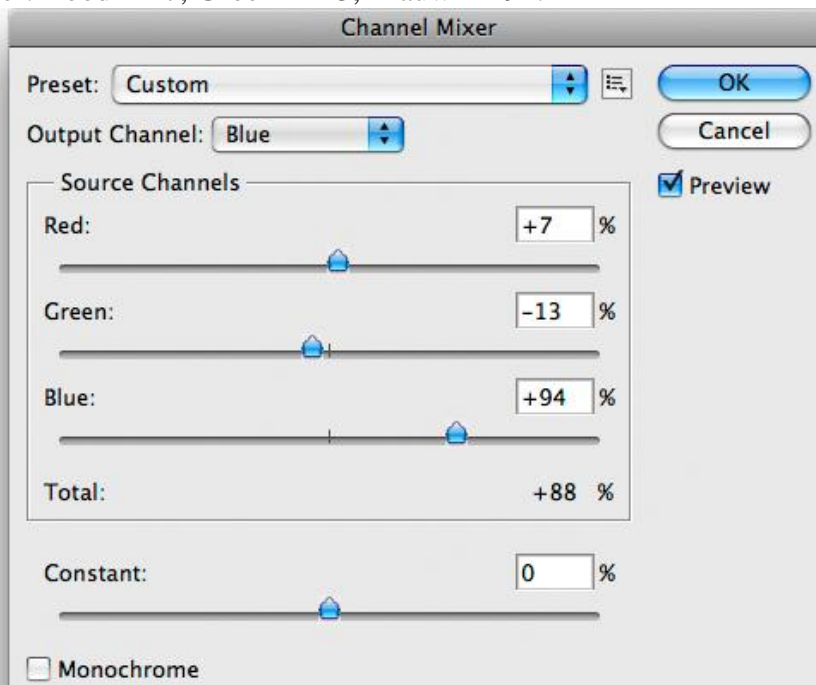 Channel Mixer
Preset: Custom
OK
Output Channel: Blue
Cancel
Source Channels
Preview
Red: +7 %
Green: -13 %
Blue: +94 %
Total: +88 %
Constant: 0 %
Monochrome